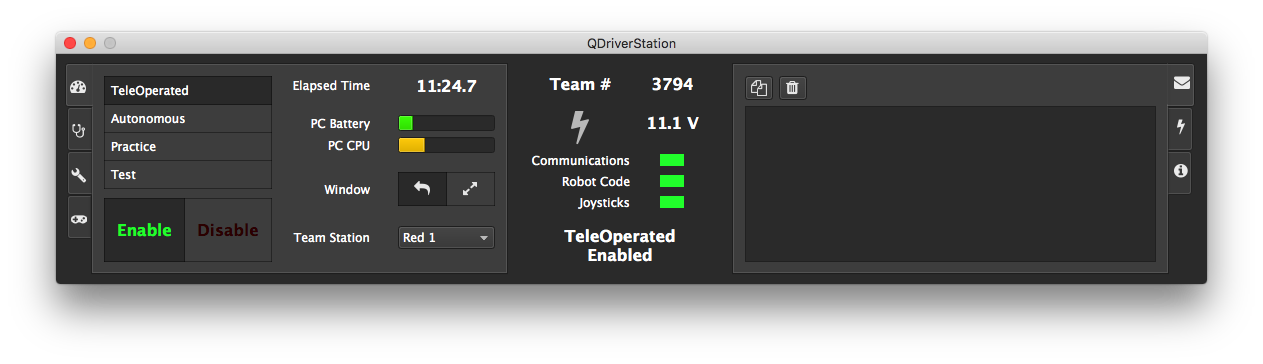 QDriverStation
TeleOperated
Autonomous
Practice
Test
Enable Disable
Elapsed Time 11:24.7
PC Battery
PC CPU
Window
Team Station Red 1
Team # 3794
11.1 V
Communications
Robot Code
Joysticks
TeleOperated
Enabled